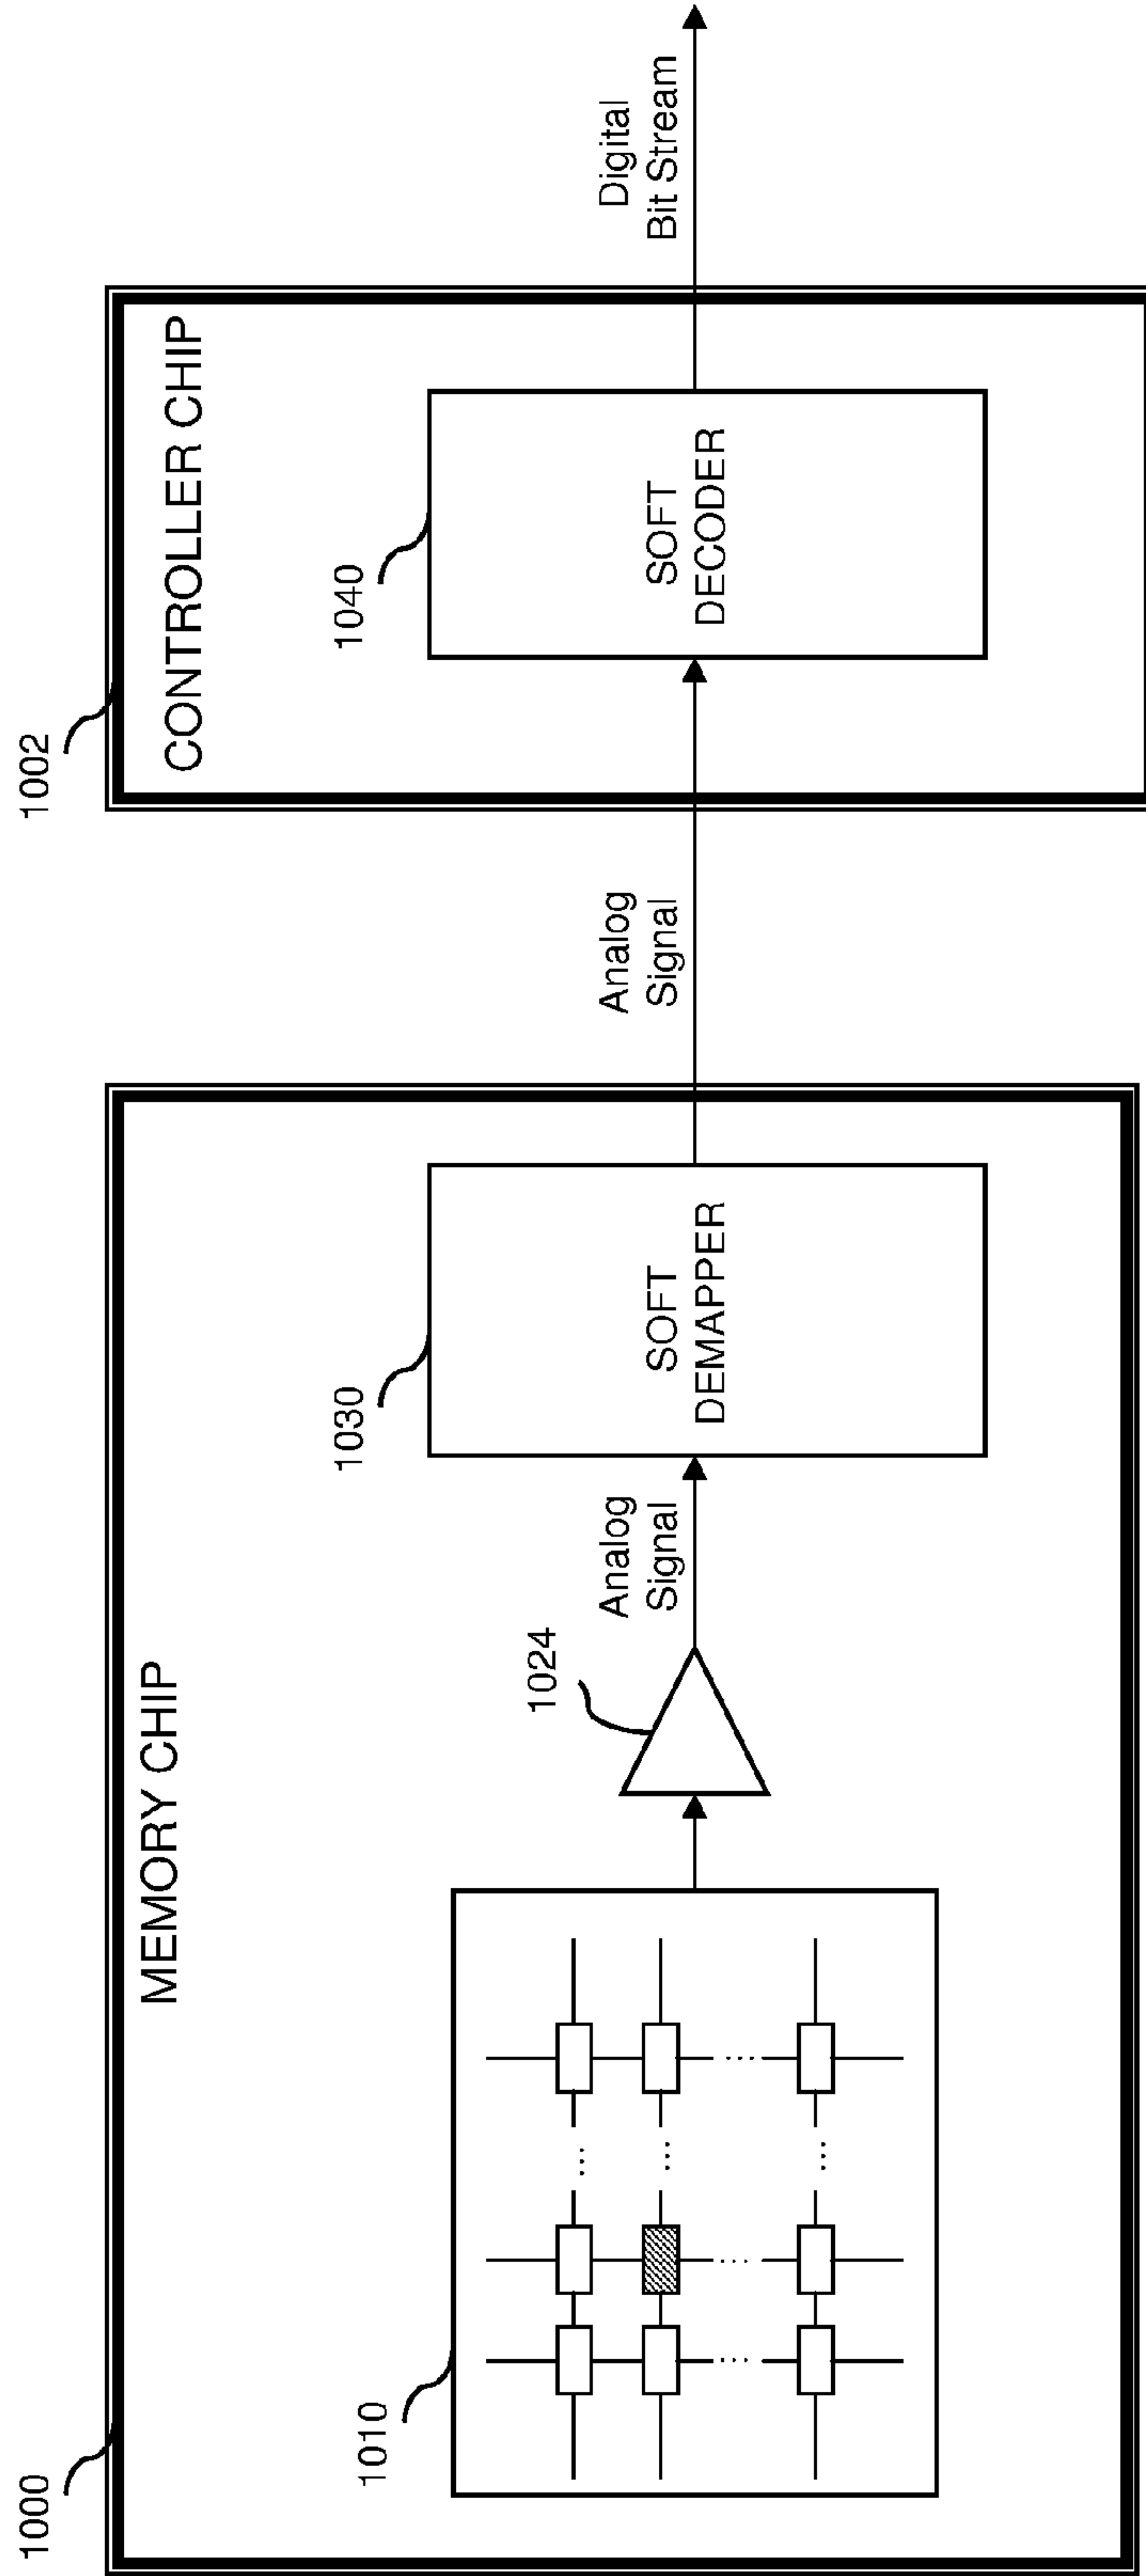 1000
MEMORY CHIP
1010
1024
Analog
Signal
1030
SOFT
DEMAPPER
Analog
Signal
1002
CONTROLLER CHIP
1040
SOFT
DECODER
Digital
Bit Stream